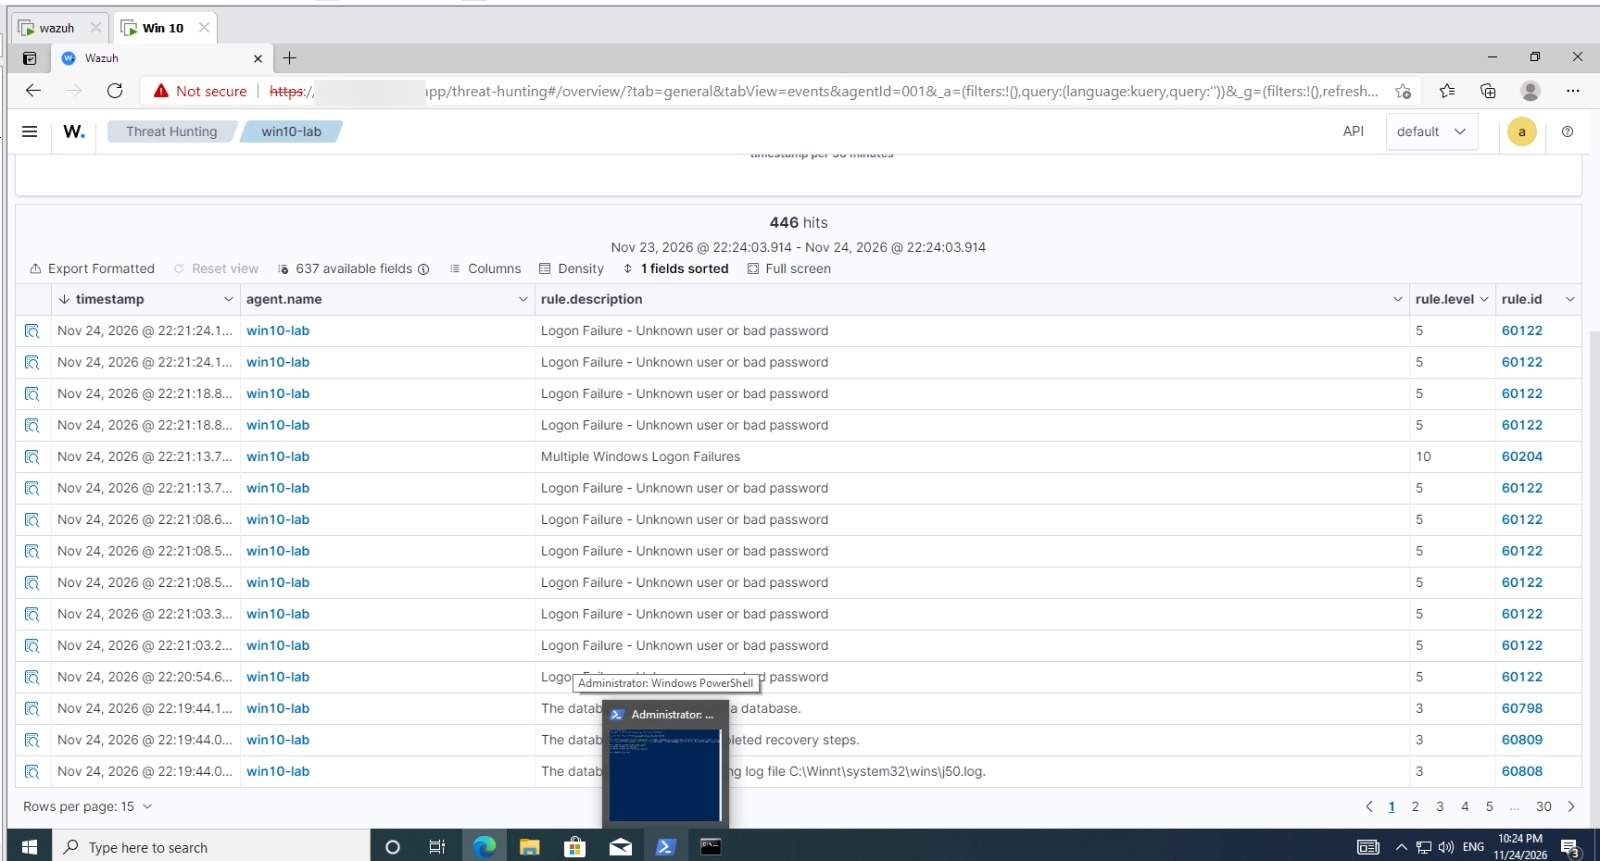 wazuh
Win 10
Wazuh
Not secure https:/ app/threat-hunting#/overview/?tab=general&tabView=events&agentId=001&_a=(filters:!(),query:(language:kuery,query:''))&_g=(filters:!(),refresh...
W. Threat Hunting win10-lab API default a
timestamp per 30 minutes
446 hits
Nov 23, 2026 @ 22:24:03.914 - Nov 24, 2026 @ 22:24:03.914
Export Formatted Reset view 637 available fields Columns Density 1 fields sorted Full screen
timestamp agent.name rule.description rule.level rule.id
Nov 24, 2026 @ 22:21:24.1... win10-lab Logon Failure - Unknown user or bad password 5 60122
Nov 24, 2026 @ 22:21:24.1... win10-lab Logon Failure - Unknown user or bad password 5 60122
Nov 24, 2026 @ 22:21:18.8... win10-lab Logon Failure - Unknown user or bad password 5 60122
Nov 24, 2026 @ 22:21:18.8... win10-lab Logon Failure - Unknown user or bad password 5 60122
Nov 24, 2026 @ 22:21:13.7... win10-lab Multiple Windows Logon Failures 10 60204
Nov 24, 2026 @ 22:21:13.7... win10-lab Logon Failure - Unknown user or bad password 5 60122
Nov 24, 2026 @ 22:21:08.6... win10-lab Logon Failure - Unknown user or bad password 5 60122
Nov 24, 2026 @ 22:21:08.5... win10-lab Logon Failure - Unknown user or bad password 5 60122
Nov 24, 2026 @ 22:21:08.5... win10-lab Logon Failure - Unknown user or bad password 5 60122
Nov 24, 2026 @ 22:21:03.3... win10-lab Logon Failure - Unknown user or bad password 5 60122
Nov 24, 2026 @ 22:21:03.2... win10-lab Logon Failure - Unknown user or bad password 5 60122
Nov 24, 2026 @ 22:20:54.6... win10-lab Logo d password 5 60122
Administrator: Windows PowerShell
Nov 24, 2026 @ 22:19:44.1... win10-lab The datab a database. 3 60798
Administrator: ...
Nov 24, 2026 @ 22:19:44.0... win10-lab The datab leted recovery steps. 3 60809
Nov 24, 2026 @ 22:19:44.0... win10-lab The datab ng log file C:\Winnt\system32\wins\j50.log. 3 60808
Rows per page: 15 1 2 3 4 5 ... 30
Type here to search ENG 10:24 PM
11/24/2026 3